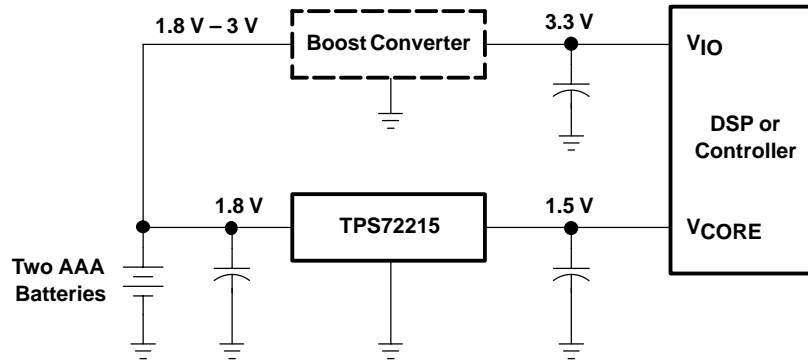 1.8 V – 3 V
Boost Converter
3.3 V
VIO
DSP or
Controller
1.8 V
TPS72215
1.5 V
VCORE
Two AAA
Batteries